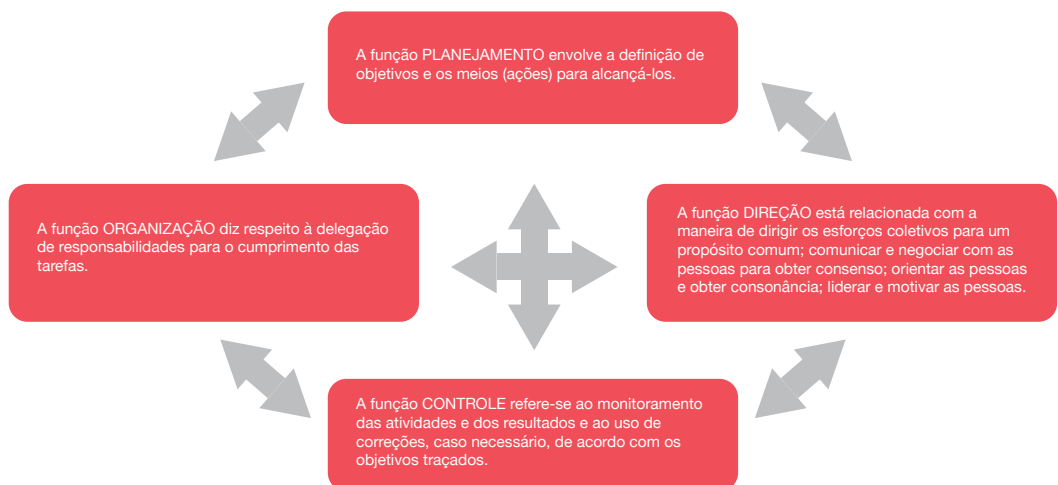 A função PLANEJAMENTO envolve a definição de
objetivos e os meios (ações) para alcançá-los.
A função ORGANIZAÇÃO diz respeito à delegação
de responsabilidades para o cumprimento das
tarefas.
A função DIREÇÃO está relacionada com a
maneira de dirigir os esforços coletivos para um
propósito comum; comunicar e negociar com as
pessoas para obter consenso; orientar as pessoas
e obter consonância; liderar e motivar as pessoas.
A função CONTROLE refere-se ao monitoramento
das atividades e dos resultados e ao uso de
correções, caso necessário, de acordo com os
objetivos traçados.